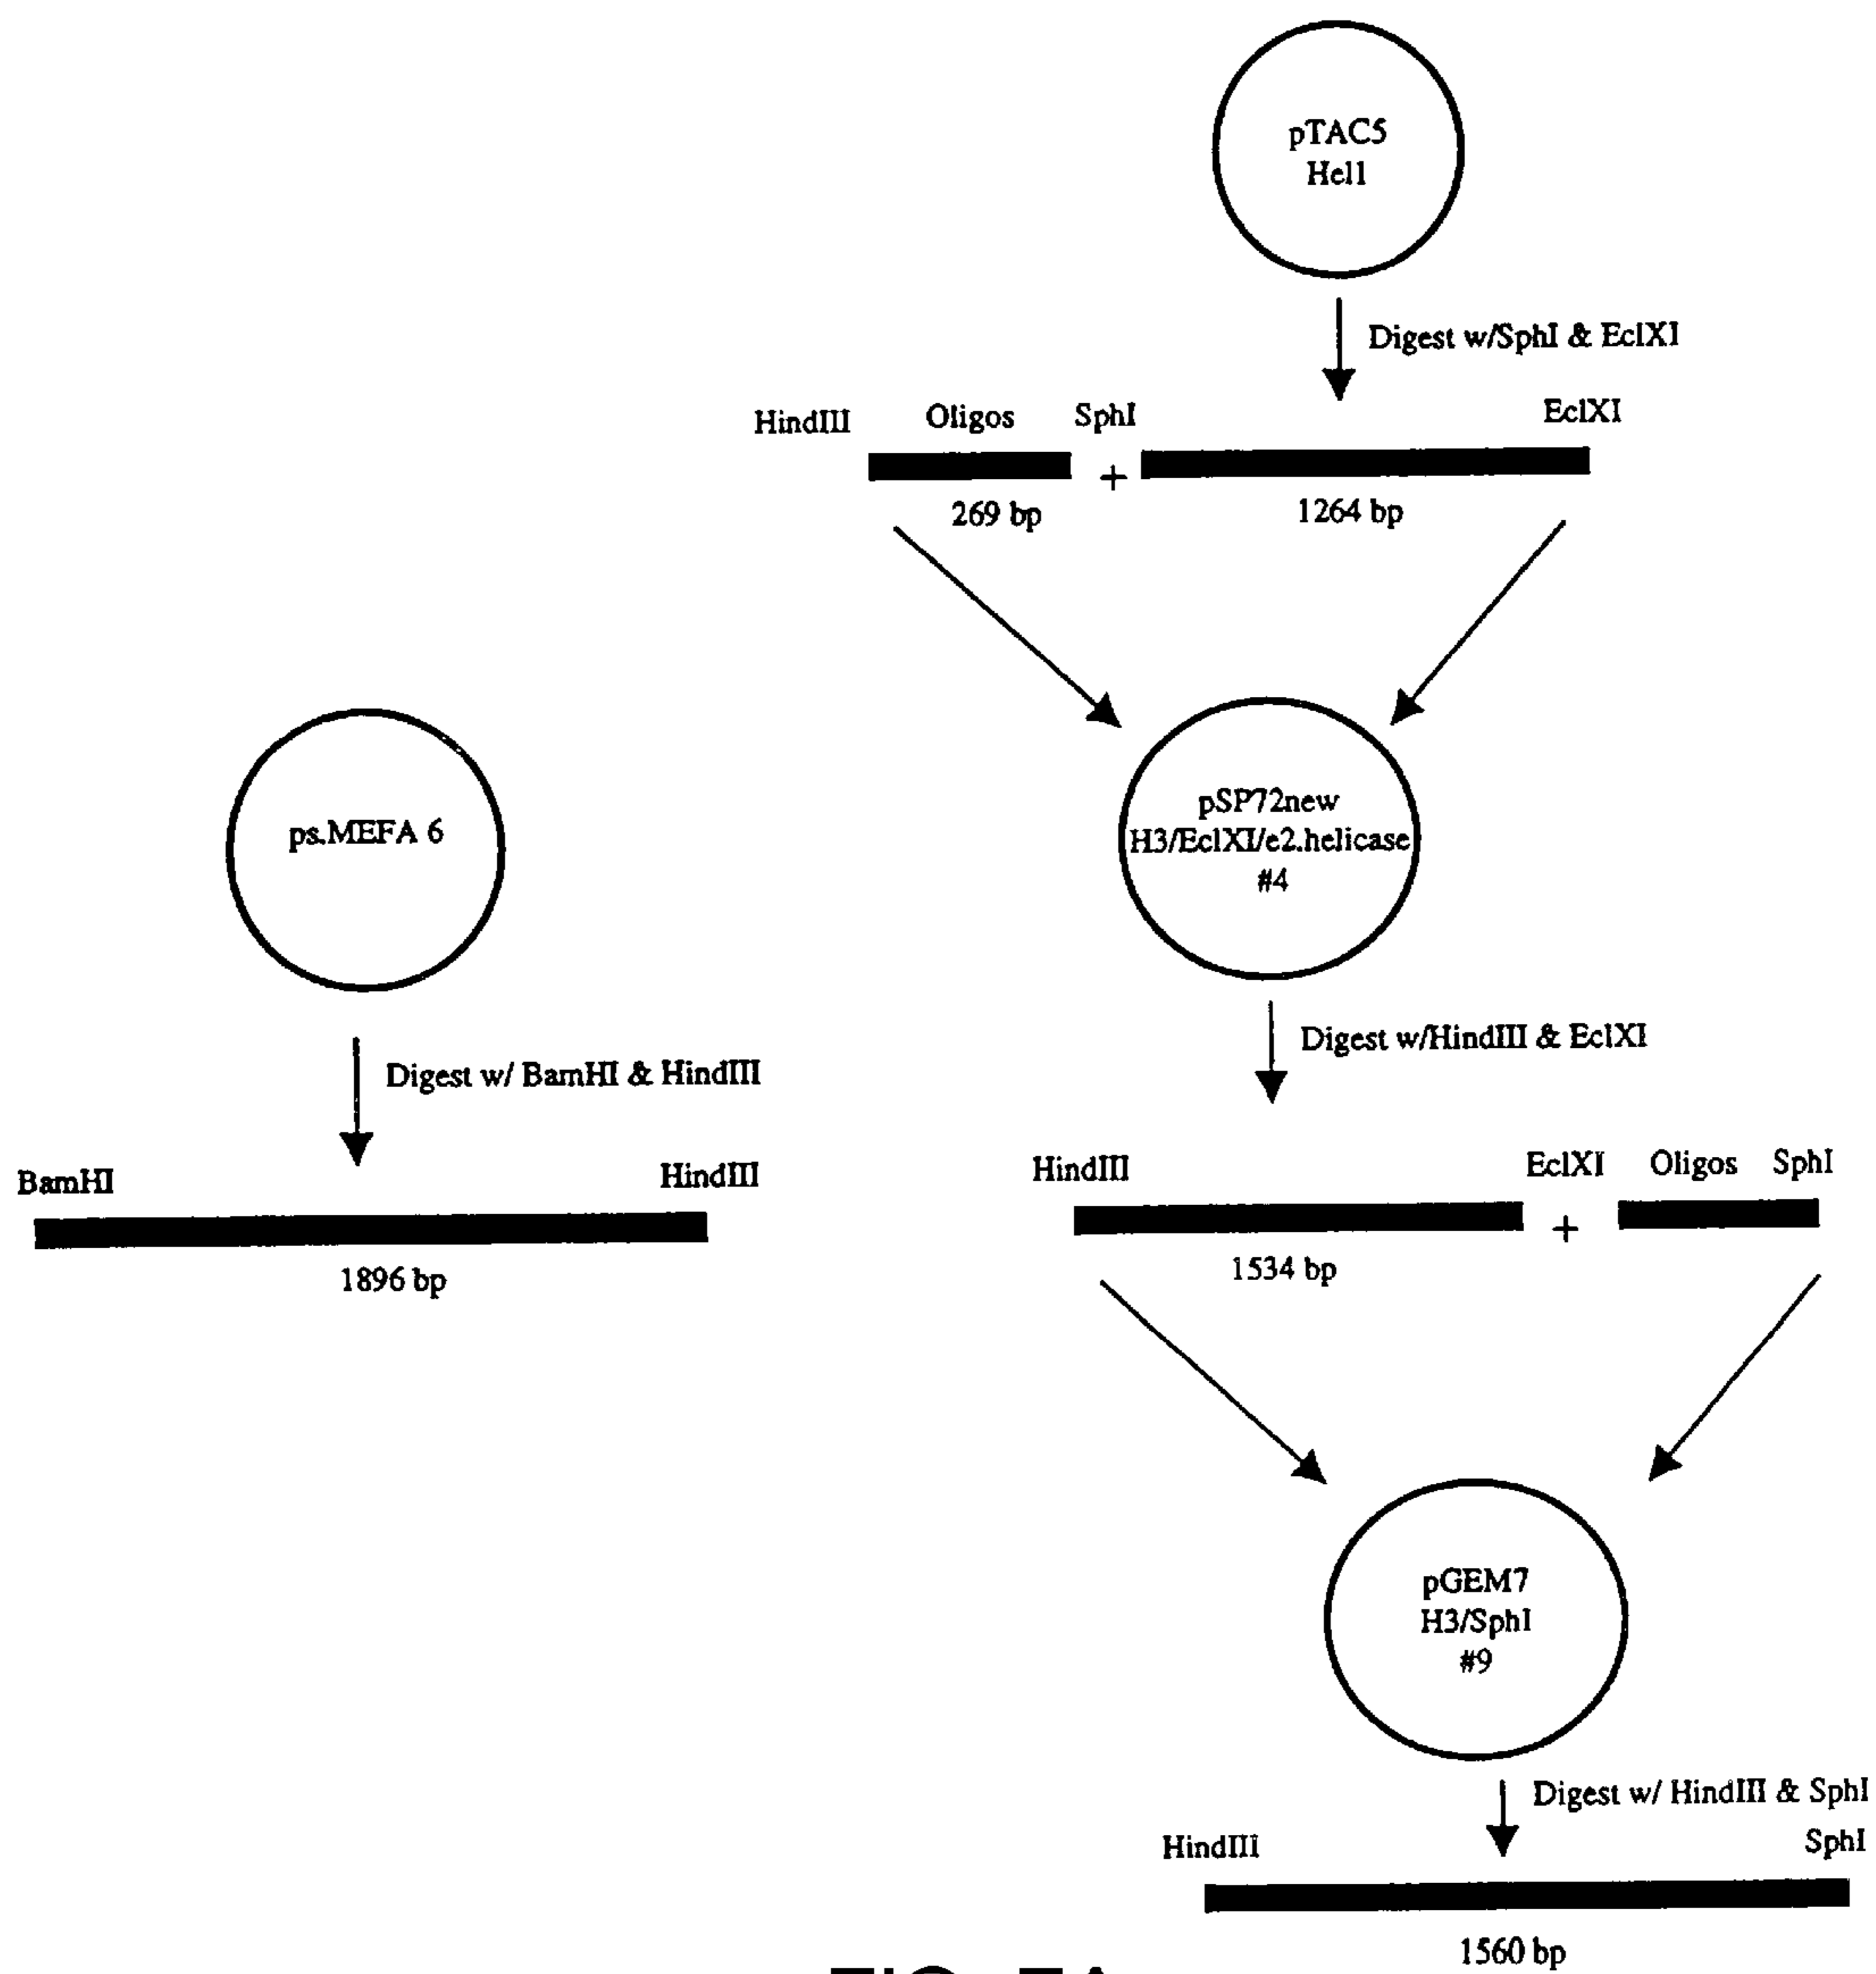 pTAC5
Hell
Digest w/SphI & EclXI
HindIII Oligos SphI EclXI
+
269 bp 1264 bp
pSP72new
H3/EclXI/e2.helicase
#4
ps.MEFA 6
Digest w/HindIII & EclXI
Digest w/ BamHI & HindIII
BamHI HindIII
1896 bp
HindIII EclXI Oligos SphI
+
1534 bp
pGEM7
H3/SphI
#9
Digest w/ HindIII & SphI
HindIII SphI
1560 bp